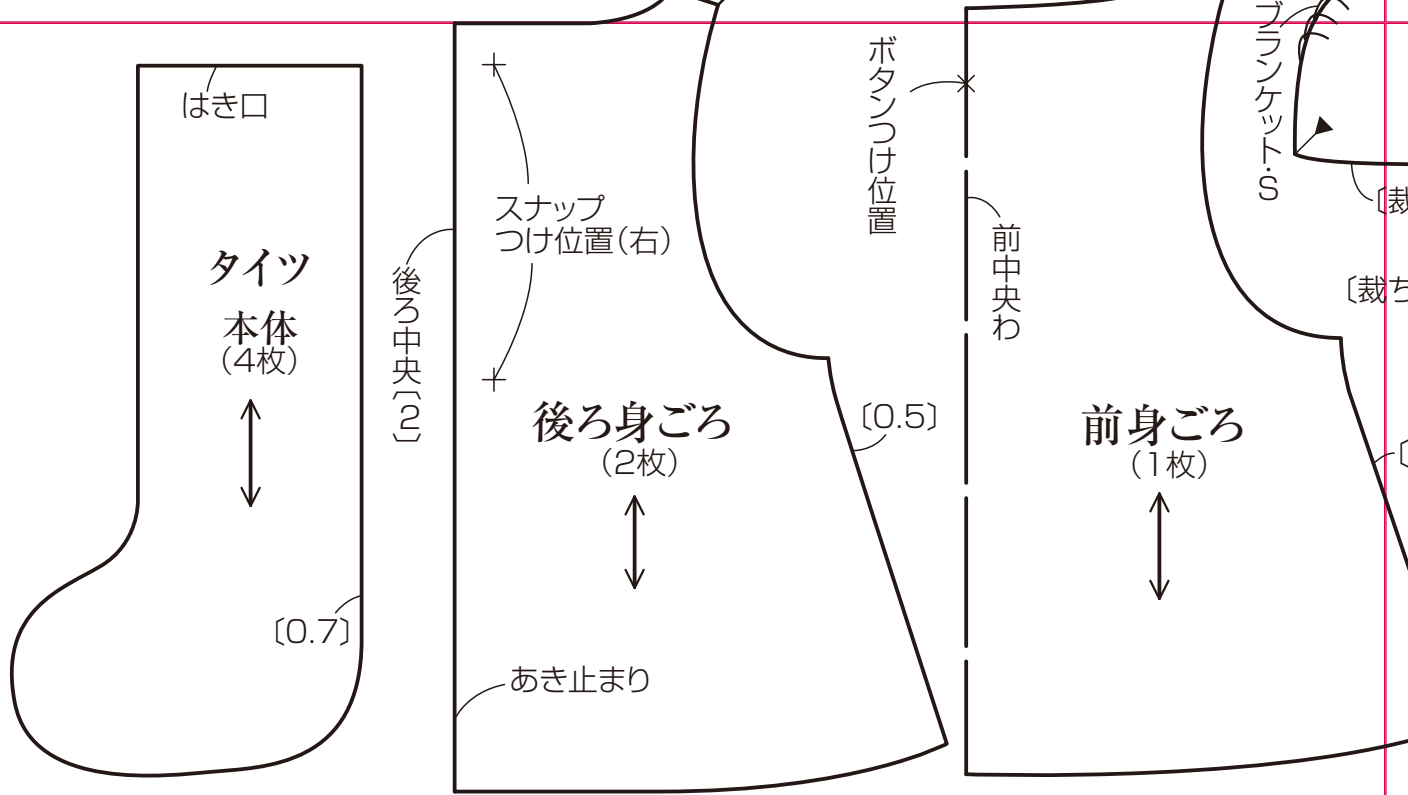 はき口
タイツ
本体
(4枚)
〔0.7〕
後ろ中央〔2〕
スナップ
つけ位置(右)
後ろ身ごろ
(2枚)
〔0.5〕
あき止まり
ボタンつけ位置
前中央わ
前身ごろ
(1枚)
ブランケット・S
〔裁
〔裁ち
〔